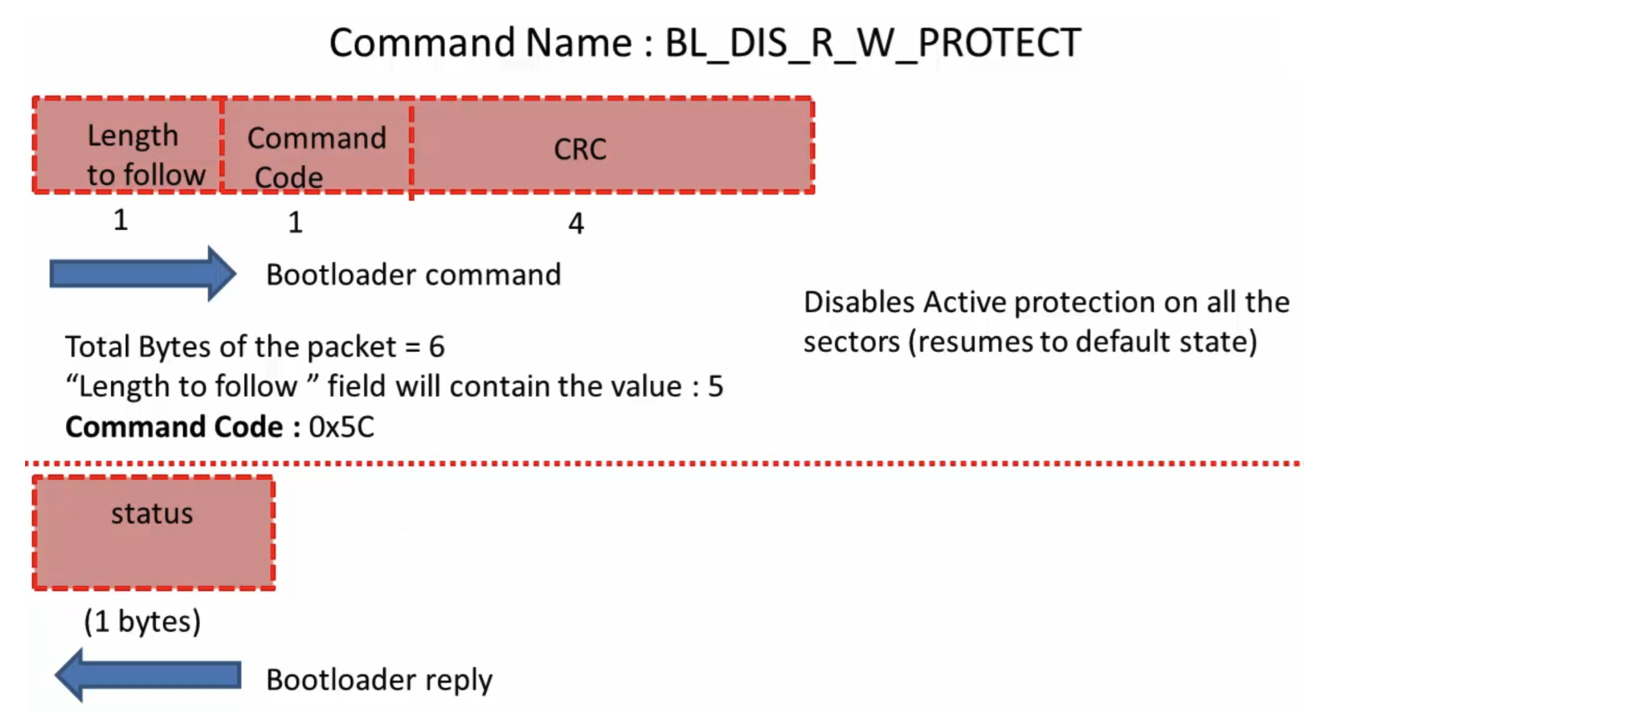 Command Name : BL_DIS_R_W_PROTECT
Length
to follow
Command
Code
CRC
1
1
4
Bootloader command
Disables Active protection on all the
sectors (resumes to default state)
Total Bytes of the packet = 6
“Length to follow ” field will contain the value : 5
Command Code : 0x5C
status
(1 bytes)
Bootloader reply